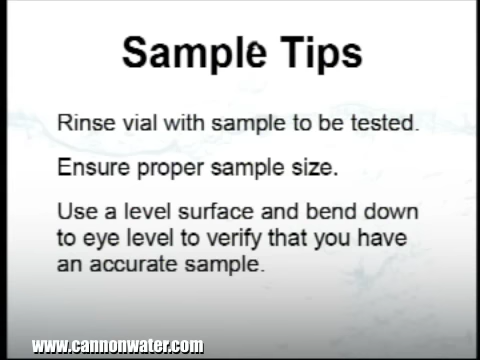 Sample Tips
Rinse vial with sample to be tested.
Ensure proper sample size.
Use a level surface and bend down
to eye level to verify that you have
an accurate sample.
www.cannonwater.com